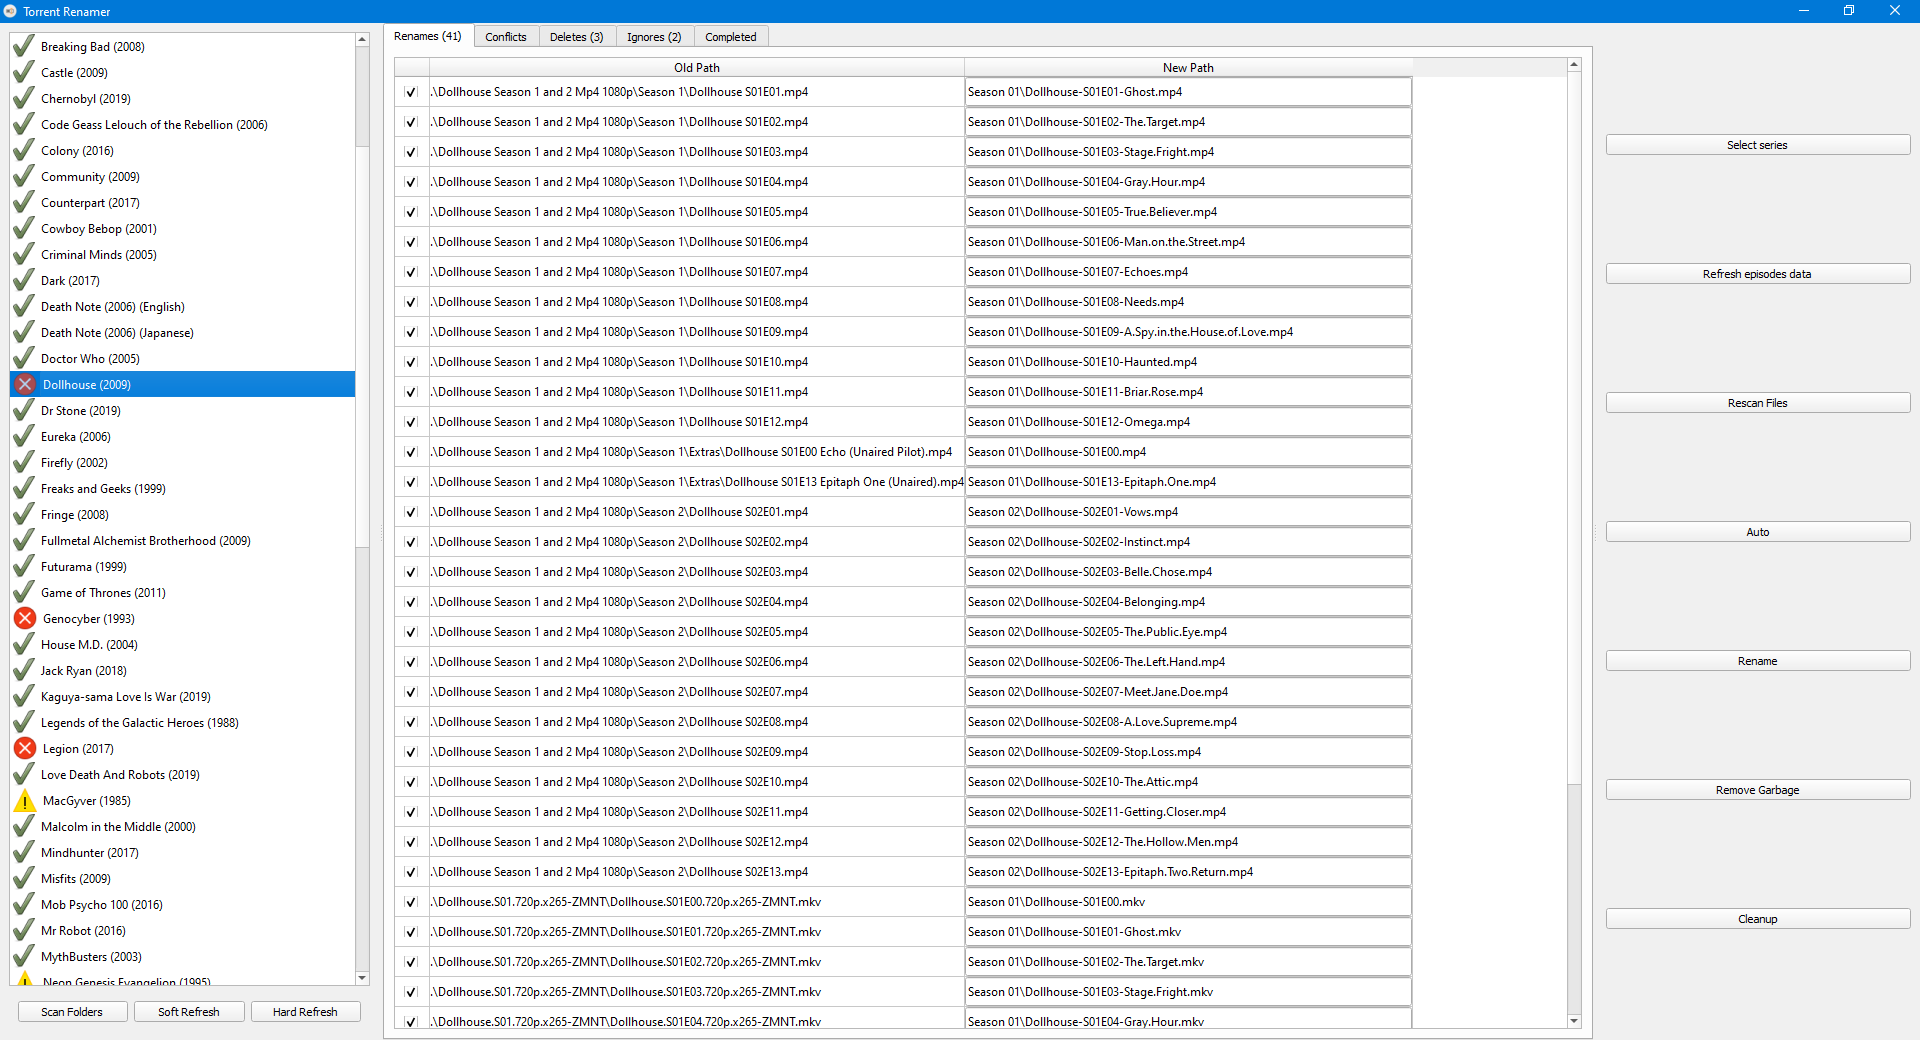 Torrent Renamer
Breaking Bad (2008)
Castle (2009)
Chernobyl (2019)
Code Geass Lelouch of the Rebellion (2006)
Colony (2016)
Community (2009)
Counterpart (2017)
Cowboy Bebop (2001)
Criminal Minds (2005)
Dark (2017)
Death Note (2006) (English)
Death Note (2006) (Japanese)
Doctor Who (2005)
Dollhouse (2009)
Dr Stone (2019)
Eureka (2006)
Firefly (2002)
Freaks and Geeks (1999)
Fringe (2008)
Fullmetal Alchemist Brotherhood (2009)
Futurama (1999)
Game of Thrones (2011)
Genocyber (1993)
House M.D. (2004)
Jack Ryan (2018)
Kaguya-sama Love Is War (2019)
Legends of the Galactic Heroes (1988)
Legion (2017)
Love Death And Robots (2019)
MacGyver (1985)
Malcolm in the Middle (2000)
Mindhunter (2017)
Misfits (2009)
Mob Psycho 100 (2016)
Mr Robot (2016)
MythBusters (2003)
Neon Genesis Evangelion (1995)
Scan Folders Soft Refresh Hard Refresh
Renames (41) Conflicts Deletes (3) Ignores (2) Completed
Old Path New Path
.\Dollhouse Season 1 and 2 Mp4 1080p\Season 1\Dollhouse S01E01.mp4 Season 01\Dollhouse-S01E01-Ghost.mp4
.\Dollhouse Season 1 and 2 Mp4 1080p\Season 1\Dollhouse S01E02.mp4 Season 01\Dollhouse-S01E02-The.Target.mp4
.\Dollhouse Season 1 and 2 Mp4 1080p\Season 1\Dollhouse S01E03.mp4 Season 01\Dollhouse-S01E03-Stage.Fright.mp4
.\Dollhouse Season 1 and 2 Mp4 1080p\Season 1\Dollhouse S01E04.mp4 Season 01\Dollhouse-S01E04-Gray.Hour.mp4
.\Dollhouse Season 1 and 2 Mp4 1080p\Season 1\Dollhouse S01E05.mp4 Season 01\Dollhouse-S01E05-True.Believer.mp4
.\Dollhouse Season 1 and 2 Mp4 1080p\Season 1\Dollhouse S01E06.mp4 Season 01\Dollhouse-S01E06-Man.on.the.Street.mp4
.\Dollhouse Season 1 and 2 Mp4 1080p\Season 1\Dollhouse S01E07.mp4 Season 01\Dollhouse-S01E07-Echoes.mp4
.\Dollhouse Season 1 and 2 Mp4 1080p\Season 1\Dollhouse S01E08.mp4 Season 01\Dollhouse-S01E08-Needs.mp4
.\Dollhouse Season 1 and 2 Mp4 1080p\Season 1\Dollhouse S01E09.mp4 Season 01\Dollhouse-S01E09-A.Spy.in.the.House.of.Love.mp4
.\Dollhouse Season 1 and 2 Mp4 1080p\Season 1\Dollhouse S01E10.mp4 Season 01\Dollhouse-S01E10-Haunted.mp4
.\Dollhouse Season 1 and 2 Mp4 1080p\Season 1\Dollhouse S01E11.mp4 Season 01\Dollhouse-S01E11-Briar.Rose.mp4
.\Dollhouse Season 1 and 2 Mp4 1080p\Season 1\Dollhouse S01E12.mp4 Season 01\Dollhouse-S01E12-Omega.mp4
.\Dollhouse Season 1 and 2 Mp4 1080p\Season 1\Extras\Dollhouse S01E00 Echo (Unaired Pilot).mp4 Season 01\Dollhouse-S01E00.mp4
.\Dollhouse Season 1 and 2 Mp4 1080p\Season 1\Extras\Dollhouse S01E13 Epitaph One (Unaired).mp4 Season 01\Dollhouse-S01E13-Epitaph.One.mp4
.\Dollhouse Season 1 and 2 Mp4 1080p\Season 2\Dollhouse S02E01.mp4 Season 02\Dollhouse-S02E01-Vows.mp4
.\Dollhouse Season 1 and 2 Mp4 1080p\Season 2\Dollhouse S02E02.mp4 Season 02\Dollhouse-S02E02-Instinct.mp4
.\Dollhouse Season 1 and 2 Mp4 1080p\Season 2\Dollhouse S02E03.mp4 Season 02\Dollhouse-S02E03-Belle.Chose.mp4
.\Dollhouse Season 1 and 2 Mp4 1080p\Season 2\Dollhouse S02E04.mp4 Season 02\Dollhouse-S02E04-Belonging.mp4
.\Dollhouse Season 1 and 2 Mp4 1080p\Season 2\Dollhouse S02E05.mp4 Season 02\Dollhouse-S02E05-The.Public.Eye.mp4
.\Dollhouse Season 1 and 2 Mp4 1080p\Season 2\Dollhouse S02E06.mp4 Season 02\Dollhouse-S02E06-The.Left.Hand.mp4
.\Dollhouse Season 1 and 2 Mp4 1080p\Season 2\Dollhouse S02E07.mp4 Season 02\Dollhouse-S02E07-Meet.Jane.Doe.mp4
.\Dollhouse Season 1 and 2 Mp4 1080p\Season 2\Dollhouse S02E08.mp4 Season 02\Dollhouse-S02E08-A.Love.Supreme.mp4
.\Dollhouse Season 1 and 2 Mp4 1080p\Season 2\Dollhouse S02E09.mp4 Season 02\Dollhouse-S02E09-Stop.Loss.mp4
.\Dollhouse Season 1 and 2 Mp4 1080p\Season 2\Dollhouse S02E10.mp4 Season 02\Dollhouse-S02E10-The.Attic.mp4
.\Dollhouse Season 1 and 2 Mp4 1080p\Season 2\Dollhouse S02E11.mp4 Season 02\Dollhouse-S02E11-Getting.Closer.mp4
.\Dollhouse Season 1 and 2 Mp4 1080p\Season 2\Dollhouse S02E12.mp4 Season 02\Dollhouse-S02E12-The.Hollow.Men.mp4
.\Dollhouse Season 1 and 2 Mp4 1080p\Season 2\Dollhouse S02E13.mp4 Season 02\Dollhouse-S02E13-Epitaph.Two.Return.mp4
.\Dollhouse.S01.720p.x265-ZMNT\Dollhouse.S01E00.720p.x265-ZMNT.mkv Season 01\Dollhouse-S01E00.mkv
.\Dollhouse.S01.720p.x265-ZMNT\Dollhouse.S01E01.720p.x265-ZMNT.mkv Season 01\Dollhouse-S01E01-Ghost.mkv
.\Dollhouse.S01.720p.x265-ZMNT\Dollhouse.S01E02.720p.x265-ZMNT.mkv Season 01\Dollhouse-S01E02-The.Target.mkv
.\Dollhouse.S01.720p.x265-ZMNT\Dollhouse.S01E03.720p.x265-ZMNT.mkv Season 01\Dollhouse-S01E03-Stage.Fright.mkv
.\Dollhouse.S01.720p.x265-ZMNT\Dollhouse.S01E04.720p.x265-ZMNT.mkv Season 01\Dollhouse-S01E04-Gray.Hour.mkv
Select series
Refresh episodes data
Rescan Files
Auto
Rename
Remove Garbage
Cleanup